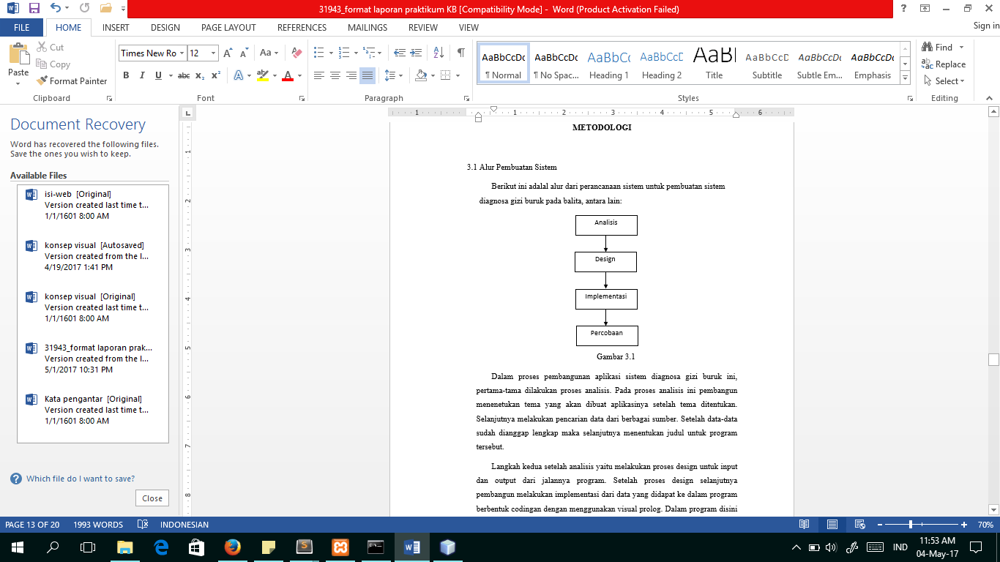 31943_format laporan praktikum KB [Compatibility Mode] - Word (Product Activation Failed)
FILE HOME INSERT DESIGN PAGE LAYOUT REFERENCES MAILINGS REVIEW VIEW Sign in
Paste
Cut
Copy
Format Painter
Clipboard
Times New Ro 12
Font
Paragraph
AaBbCcDc AaBbCcDc AaBbCc AaBbCcC AaBl AaBbCcD AaBbCcDc AaBbCcDc
¶ Normal ¶ No Spac... Heading 1 Heading 2 Title Subtitle Subtle Em... Emphasis
Styles
Find
Replace
Select
Editing
Document Recovery
Word has recovered the following files.
Save the ones you wish to keep.
Available Files
isi-web [Original]
Version created last time t...
1/1/1601 8:00 AM
konsep visual [Autosaved]
Version created from the l...
4/19/2017 1:41 PM
konsep visual [Original]
Version created last time t...
1/1/1601 8:00 AM
31943_format laporan prak...
Version created from the l...
5/1/2017 10:31 PM
Kata pengantar [Original]
Version created last time t...
1/1/1601 8:00 AM
Which file do I want to save?
Close
METODOLOGI
3.1 Alur Pembuatan Sistem
Berikut ini adalal alur dari perancanaan sistem untuk pembuatan sistem
diagnosa gizi buruk pada balita, antara lain:
Analisis
Design
Implementasi
Percobaan
Gambar 3.1
Dalam proses pembangunan aplikasi sistem diagnosa gizi buruk ini,
pertama-tama dilakukan proses analisis. Pada proses analisis ini pembangun
menenetukan tema yang akan dibuat aplikasinya setelah tema ditentukan.
Selanjutnya melakukan pencarian data dari berbagai sumber. Setelah data-data
sudah dianggap lengkap maka selanjutnya menentukan judul untuk program
tersebut.
Langkah kedua setelah analisis yaitu melakukan proses design untuk input
dan output dari jalannya program. Setelah proses design selanjutnya
pembangun melakukan implementasi dari data yang didapat ke dalam program
berbentuk codingan dengan menggunakan visual prolog. Dalam program disini
PAGE 13 OF 20 1993 WORDS INDONESIAN 70%
IND
11:53 AM
04-May-17